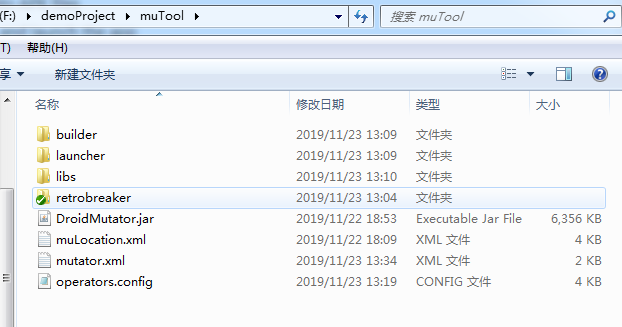 (F:) ▸ demoProject ▸ muTool ▸ 搜索 muTool
T) 帮助(H)
享 ▼ 新建文件夹
名称 修改日期 类型 大小
builder 2019/11/23 13:09 文件夹
launcher 2019/11/23 13:09 文件夹
libs 2019/11/23 13:10 文件夹
retrobreaker 2019/11/23 13:04 文件夹
DroidMutator.jar 2019/11/22 18:53 Executable Jar File 6,356 KB
muLocation.xml 2019/11/22 18:09 XML 文件 4 KB
mutator.xml 2019/11/23 13:34 XML 文件 2 KB
operators.config 2019/11/23 13:19 CONFIG 文件 4 KB